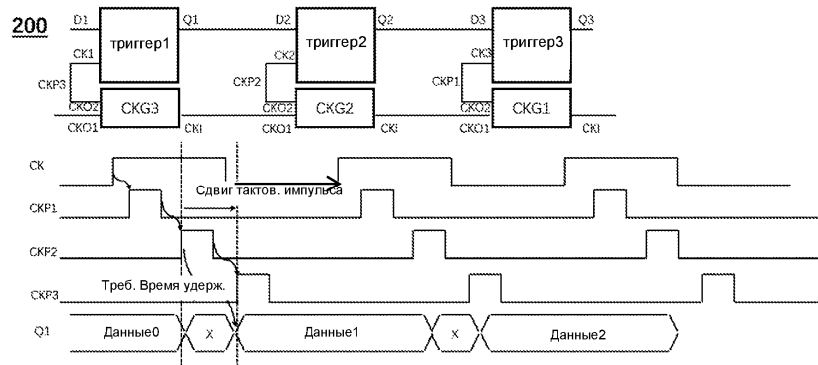 200
D1 Q1 D2 Q2 D3 Q3
триггер1 триггер2 триггер3
CK1 CK2 CK3
CKP3 CKP2 CKP1
CKO2 CKG3 CKO2 CKG2 CKO2 CKG1
CKO1 CKI CKO1 CKI CKO1 CKI
CK
Сдвиг тактов. импульса
CKP1
CKP2
Треб. Время удерж.
CKP3
Q1 Данные0 X Данные1 X Данные2